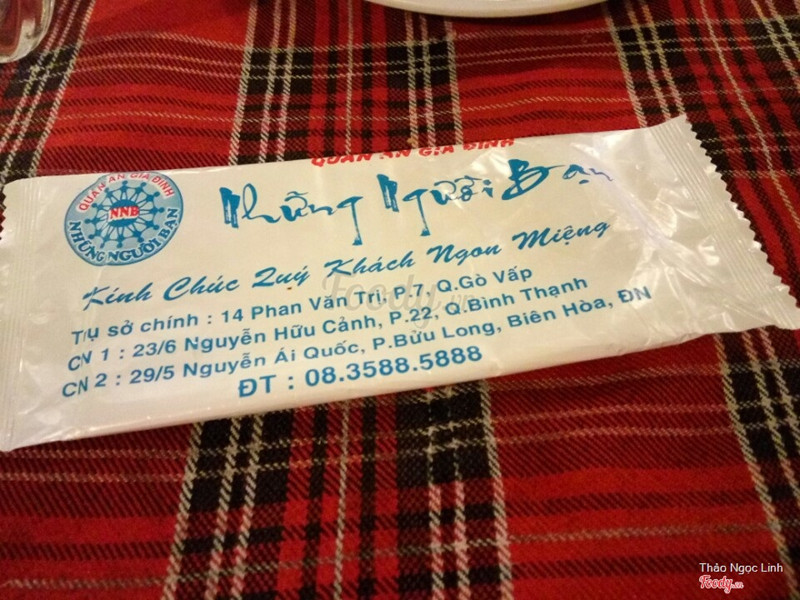 QUÁN ĂN GIA ĐÌNH
QUÁN ĂN GIA ĐÌNH
NNB
NHỮNG NGƯỜI BẠN
Những Người Bạn
Kính Chúc Quý Khách Ngon Miệng
Trụ sở chính : 14 Phan Văn Trị, P.7, Q.Gò Vấp
CN 1 : 23/6 Nguyễn Hữu Cảnh, P.22, Q.Bình Thạnh
CN 2 : 29/5 Nguyễn Ái Quốc, P.Bửu Long, Biên Hòa, ĐN
ĐT : 08.3588.5888
Foody.vn
Thảo Ngọc Linh
Foody.vn